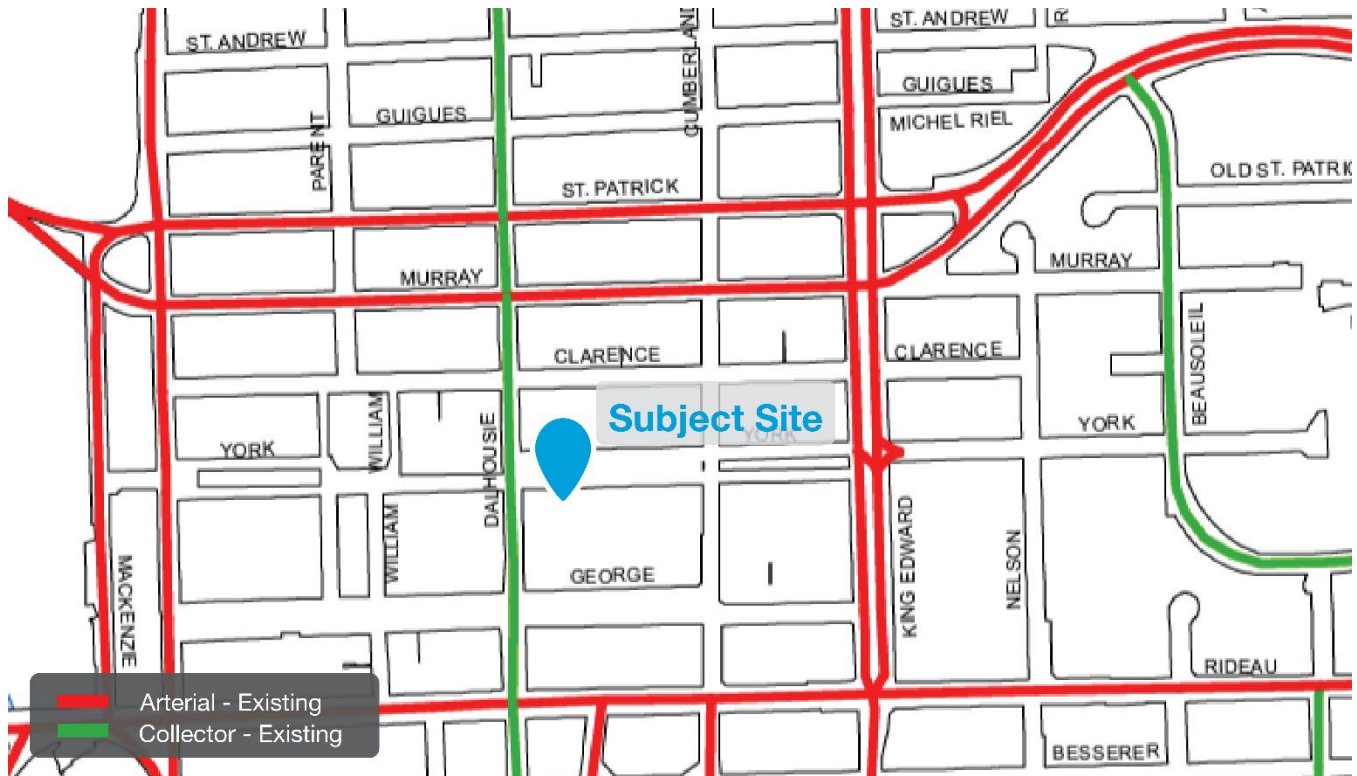 ST. ANDREW
ST. ANDREW
GUIGUES
GUIGUES
CUMBERLAND
MICHEL RIEL
PARENT
ST. PATRICK
OLD ST. PATRIC
MURRAY
MURRAY
CLARENCE
CLARENCE
BEAUSOLEIL
Subject Site
WILLIAM
DALHOUSIE
YORK
YORK
YORK
WILLIAM
KING EDWARD
NELSON
MACKENZIE
GEORGE
RIDEAU
Arterial - Existing
Collector - Existing
BESSERER